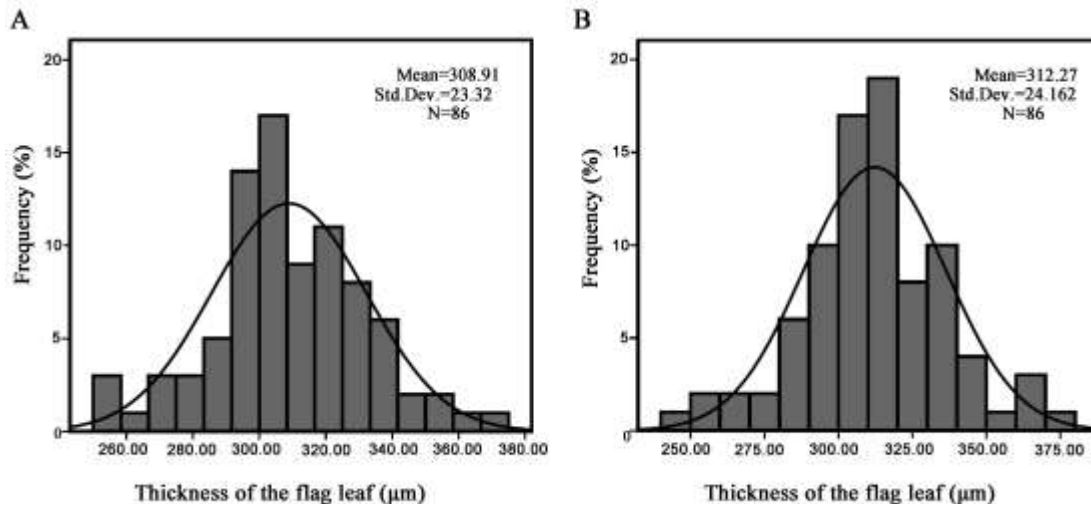 A
Mean=308.91
Std.Dev.=23.32
N=86
Frequency (%)
20
15
10
5
0
260.00 280.00 300.00 320.00 340.00 360.00 380.00
Thickness of the flag leaf (μm)
B
Mean=312.27
Std.Dev.=24.162
N=86
Frequency (%)
20
15
10
5
0
250.00 275.00 300.00 325.00 350.00 375.00
Thickness of the flag leaf (μm)